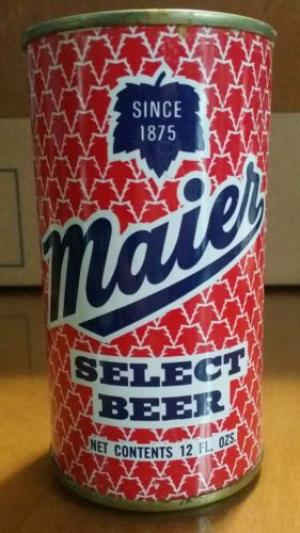 SINCE
1875
Maier
SELECT
BEER
NET CONTENTS 12 FL. OZS.